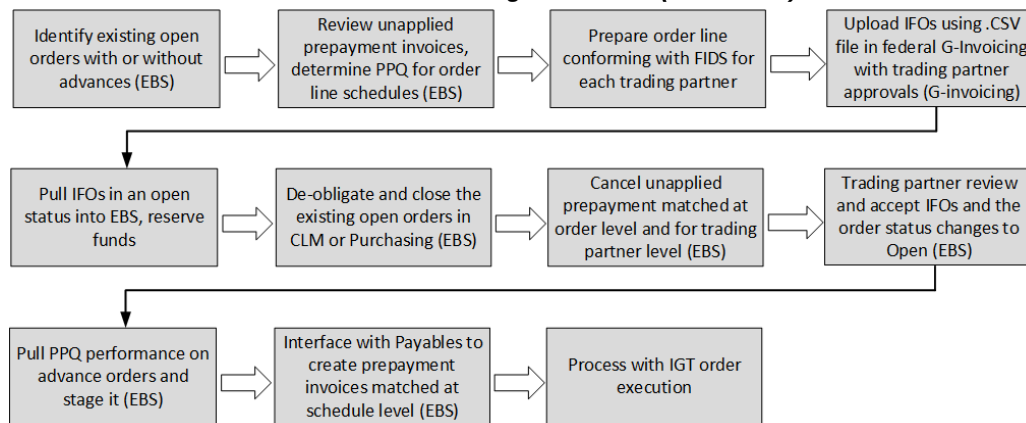 Identify existing open
orders with or without
advances (EBS)
Review unapplied
prepayment invoices,
determine PPQ for order
line schedules (EBS)
Prepare order line
conforming with FIDS for
each trading partner
Upload IFOs using .CSV
file in federal G-Invoicing
with trading partner
approvals (G-invoicing)
Pull IFOs in an open
status into EBS, reserve
funds
De-obligate and close the
existing open orders in
CLM or Purchasing (EBS)
Cancel unapplied
prepayment matched at
order level and for trading
partner level (EBS)
Trading partner review
and accept IFOs and the
order status changes to
Open (EBS)
Pull PPQ performance on
advance orders and
stage it (EBS)
Interface with Payables to
create prepayment
invoices matched at
schedule level (EBS)
Process with IGT order
execution